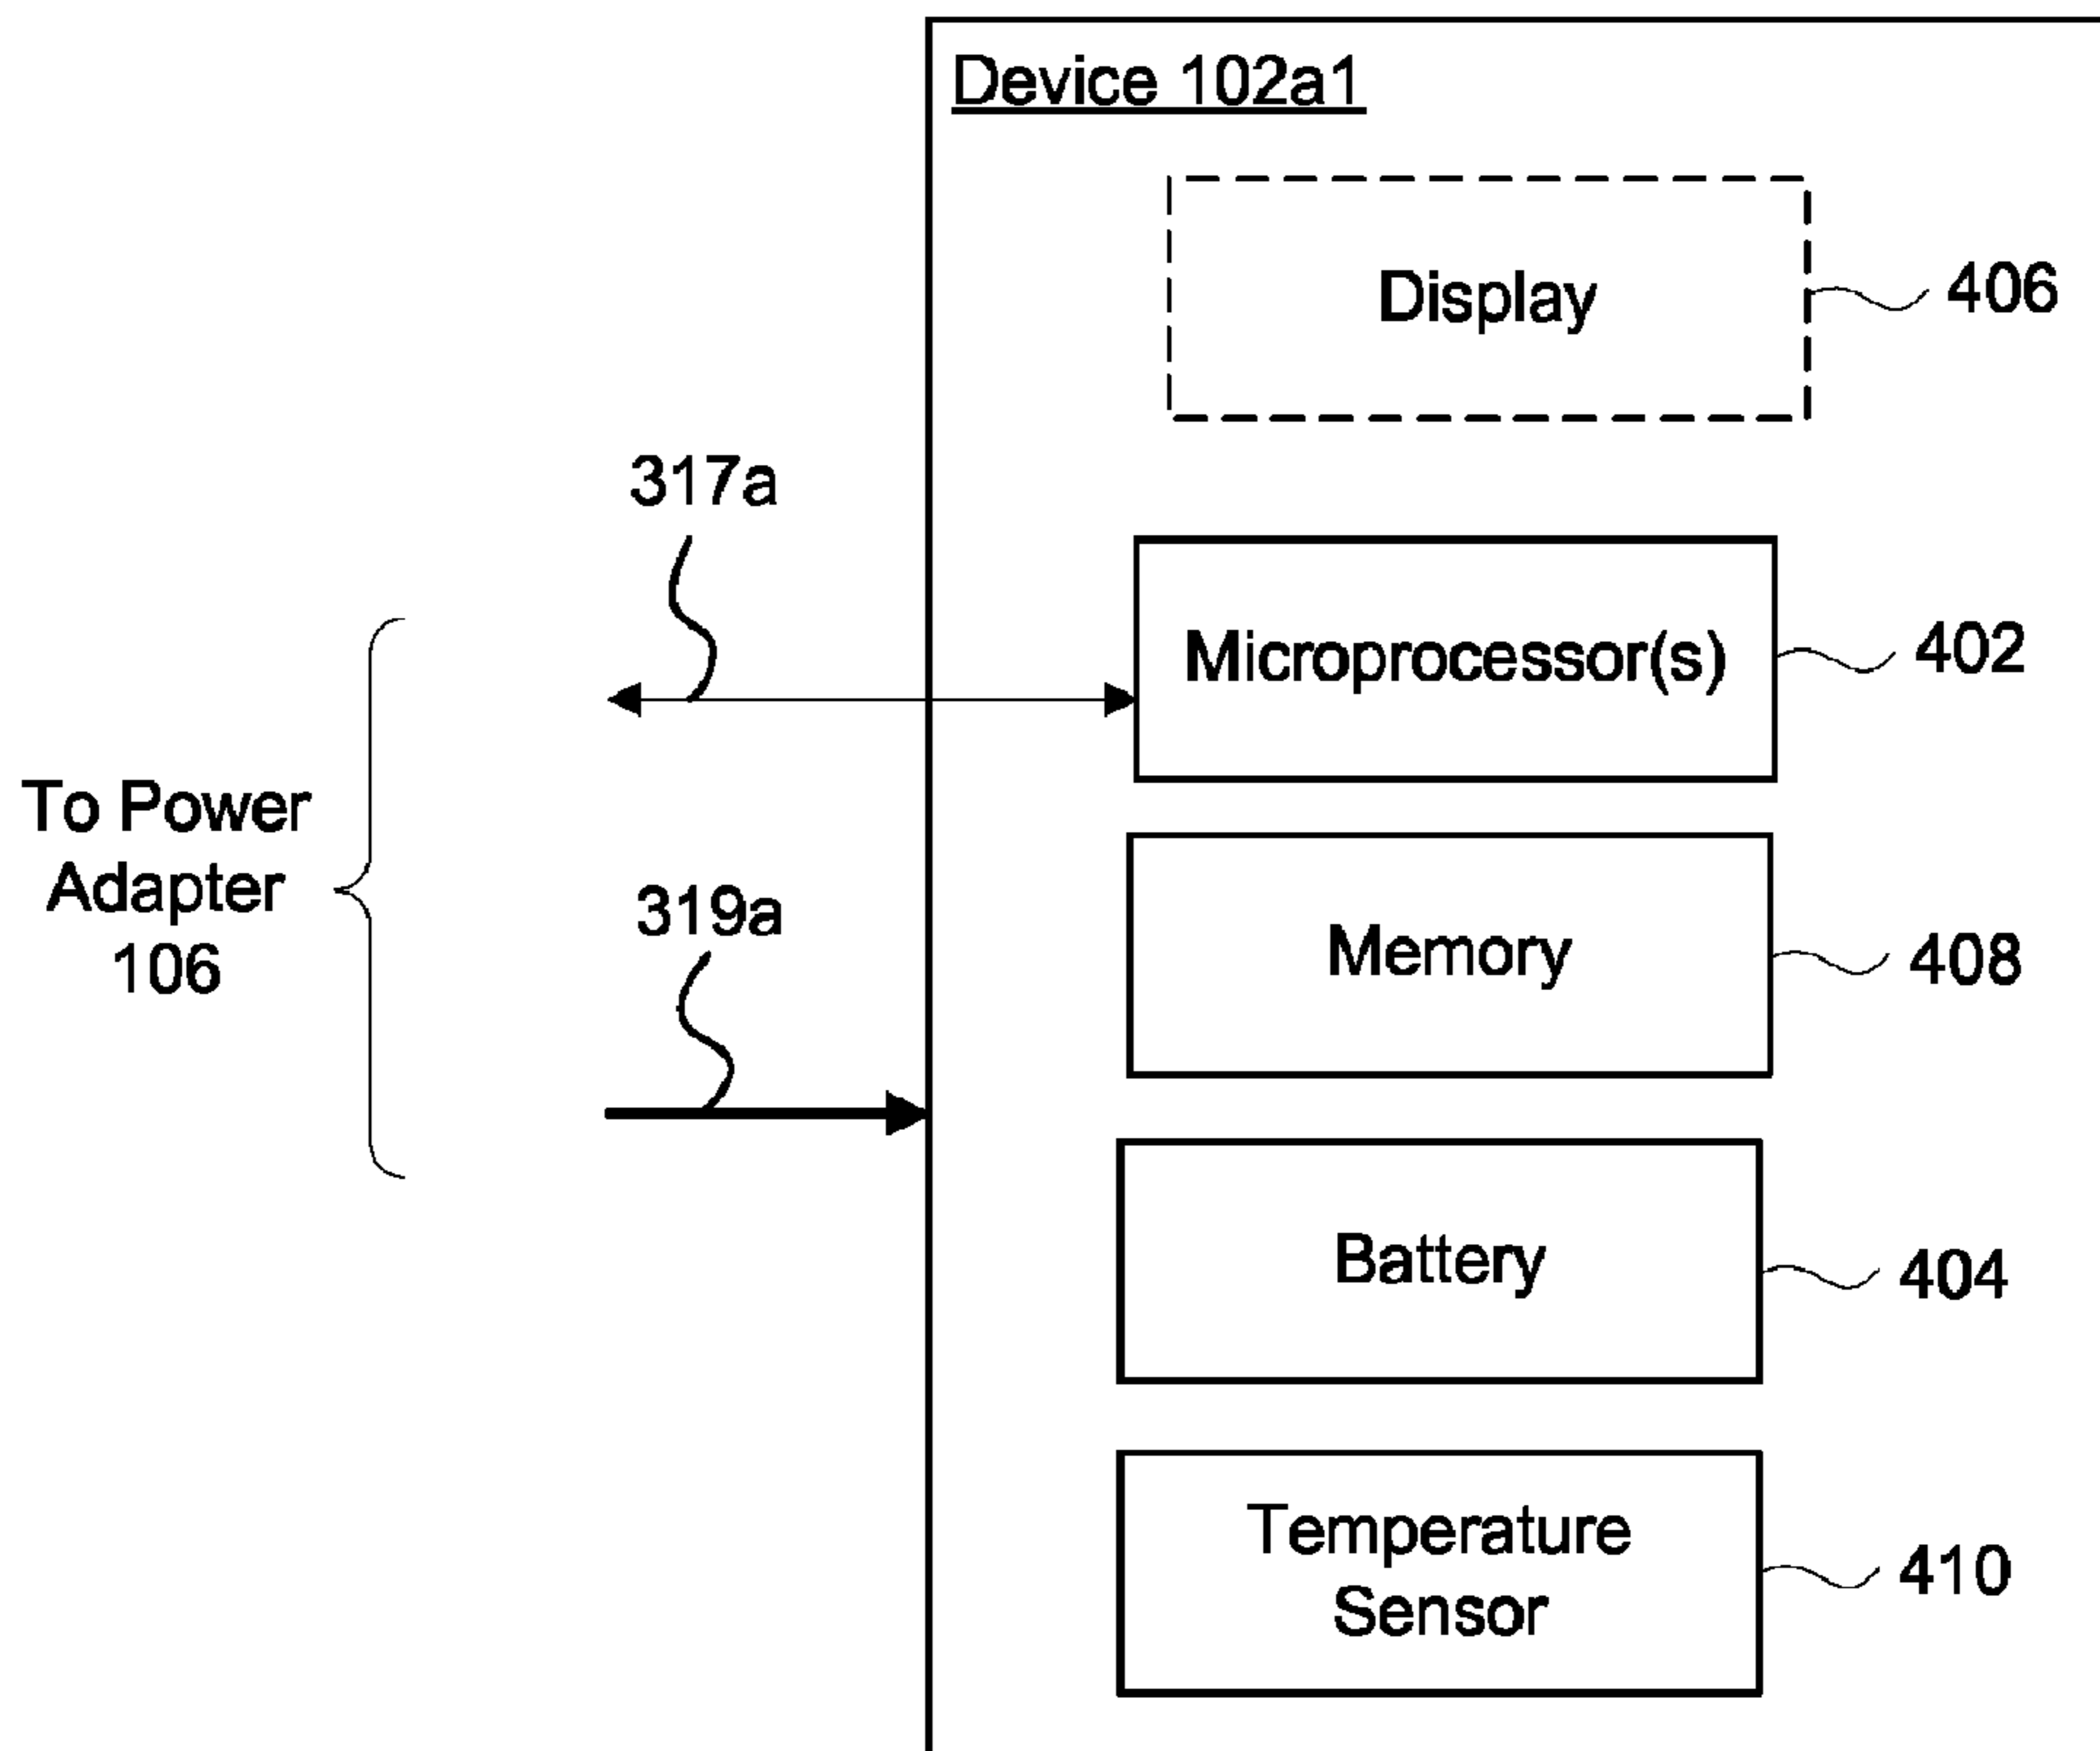 Device 102a1
Display
406
317a
Microprocessor(s)
402
To Power
Adapter
106
319a
Memory
408
Battery
404
Temperature
Sensor
410